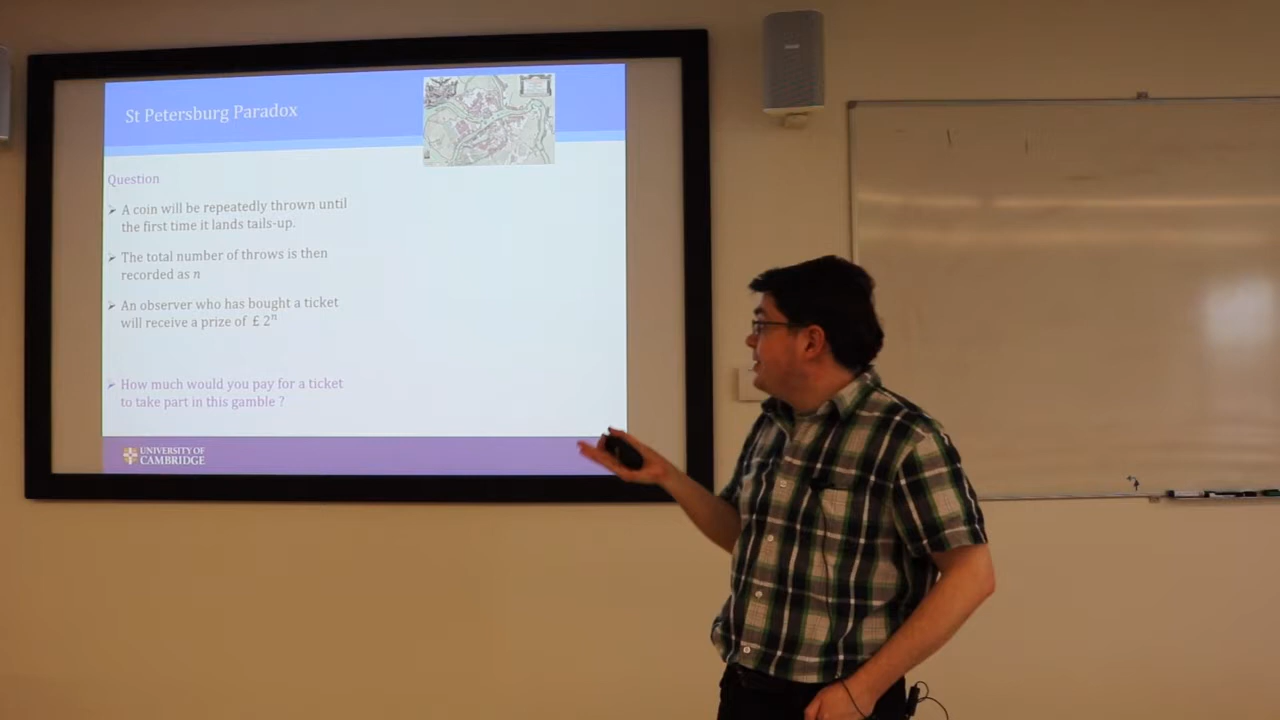 St Petersburg Paradox
Question
➢ A coin will be repeatedly thrown until
the first time it lands tails-up.
➢ The total number of throws is then
recorded as n
➢ An observer who has bought a ticket
will receive a prize of £ 2ⁿ
➢ How much would you pay for a ticket
to take part in this gamble ?
UNIVERSITY OF
CAMBRIDGE